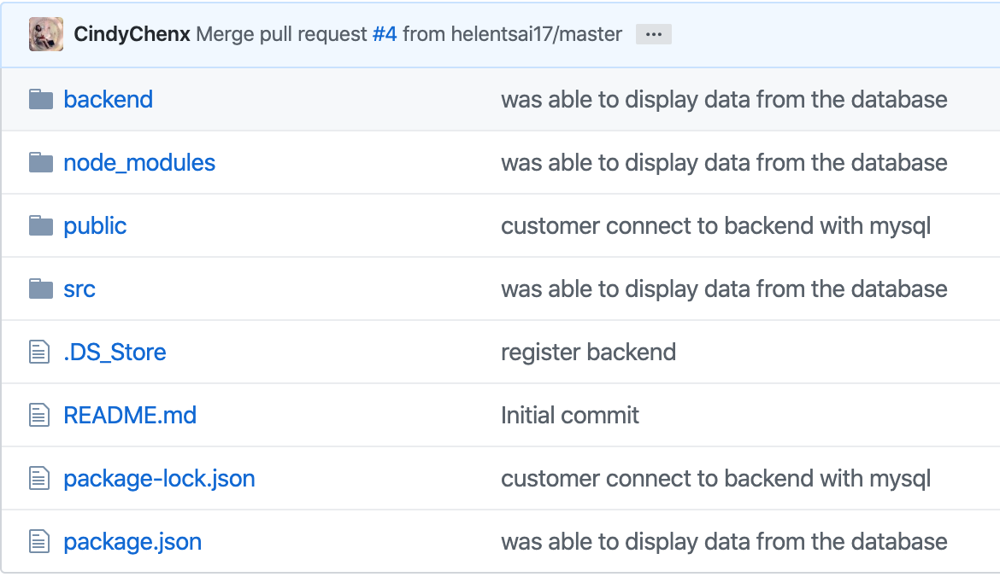 CindyChenx Merge pull request #4 from helentsai17/master ...
backend was able to display data from the database
node_modules was able to display data from the database
public customer connect to backend with mysql
src was able to display data from the database
.DS_Store register backend
README.md Initial commit
package-lock.json customer connect to backend with mysql
package.json was able to display data from the database